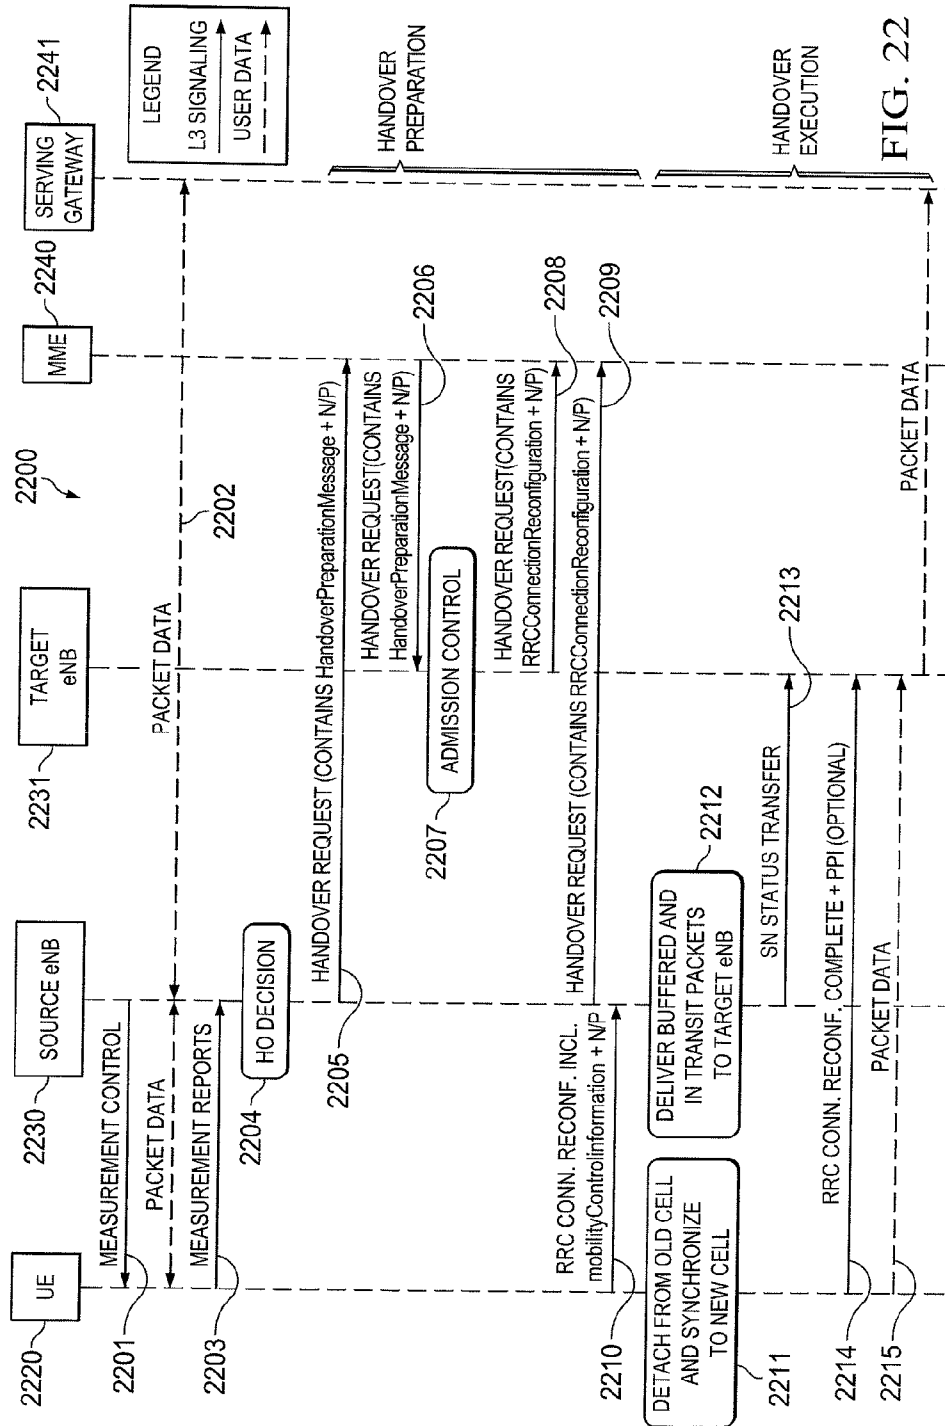 2200
UE
2220
SOURCE eNB
2230
TARGET
eNB
2231
MME
2240
SERVING
GATEWAY
2241
LEGEND
L3 SIGNALING
USER DATA
MEASUREMENT CONTROL
2201
PACKET DATA
PACKET DATA
2202
MEASUREMENT REPORTS
2203
HO DECISION
2204
HANDOVER REQUEST (CONTAINS HandoverPreparationMessage + N/P)
2205
HANDOVER REQUEST(CONTAINS
HandoverPreparationMessage + N/P)
2206
ADMISSION CONTROL
2207
HANDOVER REQUEST(CONTAINS
RRCConnectionReconfiguration + N/P)
2208
HANDOVER REQUEST (CONTAINS RRCConnectionReconfiguration + N/P)
2209
HANDOVER
PREPARATION
RRC CONN. RECONF. INCL.
mobilityControlInformation + N/P
2210
DETACH FROM OLD CELL
AND SYNCHRONIZE
TO NEW CELL
2211
DELIVER BUFFERED AND
IN TRANSIT PACKETS
TO TARGET eNB
2212
SN STATUS TRANSFER
2213
RRC CONN. RECONF. COMPLETE + PPI (OPTIONAL)
2214
PACKET DATA
2215
PACKET DATA
HANDOVER
EXECUTION
FIG. 22